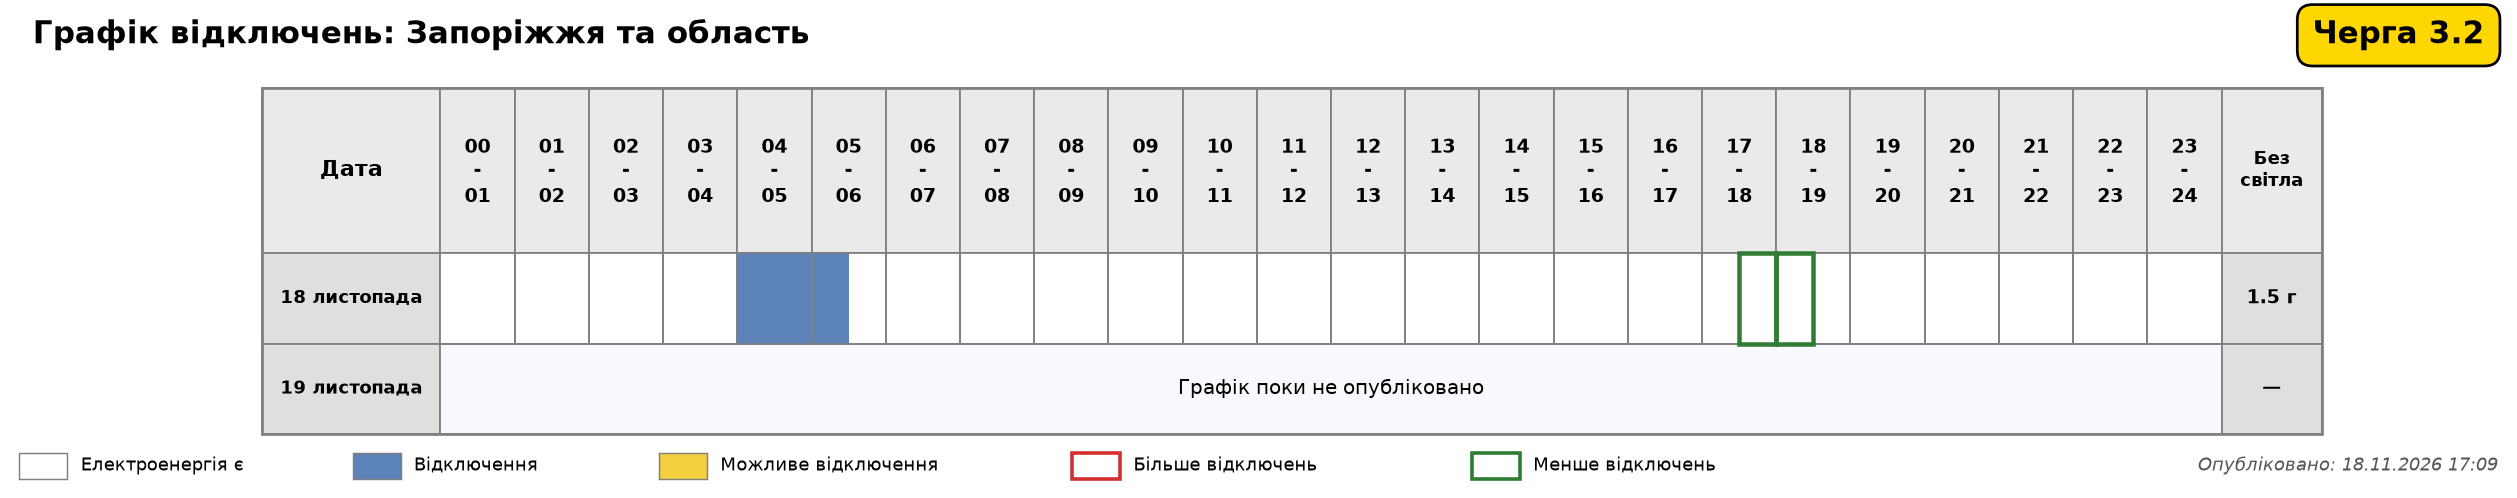 Графік відключень: Запоріжжя та область
Черга 3.2
Дата
00 - 01
01 - 02
02 - 03
03 - 04
04 - 05
05 - 06
06 - 07
07 - 08
08 - 09
09 - 10
10 - 11
11 - 12
12 - 13
13 - 14
14 - 15
15 - 16
16 - 17
17 - 18
18 - 19
19 - 20
20 - 21
21 - 22
22 - 23
23 - 24
Без
світла
18 листопада
1.5 г
19 листопада
Графік поки не опубліковано
—
Електроенергія є
Відключення
Можливе відключення
Більше відключень
Менше відключень
Опубліковано: 18.11.2026 17:09